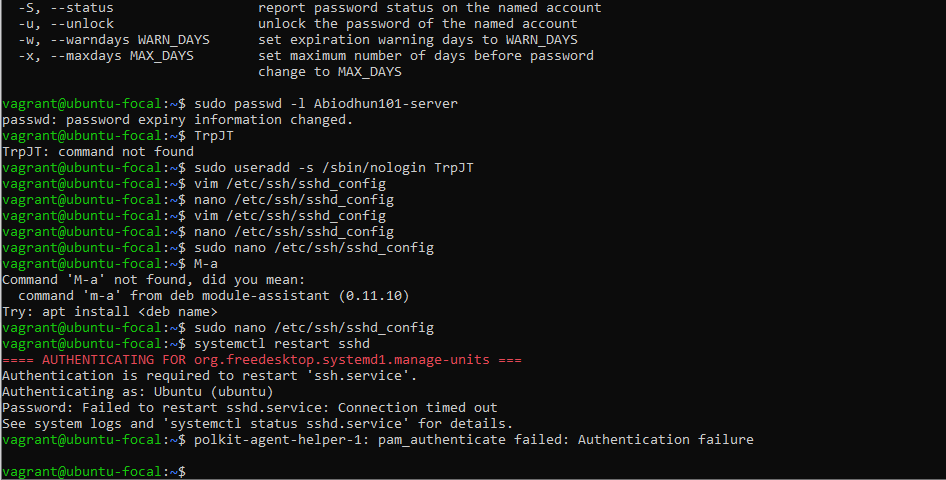 -S, --status                  report password status on the named account
-u, --unlock                  unlock the password of the named account
-w, --warndays WARN_DAYS      set expiration warning days to WARN_DAYS
-x, --maxdays MAX_DAYS        set maximum number of days before password
change to MAX_DAYS
vagrant@ubuntu-focal:~$ sudo passwd -l Abiodhun101-server
passwd: password expiry information changed.
vagrant@ubuntu-focal:~$ TrpJT
TrpJT: command not found
vagrant@ubuntu-focal:~$ sudo useradd -s /sbin/nologin TrpJT
vagrant@ubuntu-focal:~$ vim /etc/ssh/sshd_config
vagrant@ubuntu-focal:~$ nano /etc/ssh/sshd_config
vagrant@ubuntu-focal:~$ vim /etc/ssh/sshd_config
vagrant@ubuntu-focal:~$ nano /etc/ssh/sshd_config
vagrant@ubuntu-focal:~$ sudo nano /etc/ssh/sshd_config
vagrant@ubuntu-focal:~$ M-a
Command 'M-a' not found, did you mean:
command 'm-a' from deb module-assistant (0.11.10)
Try: apt install <deb name>
vagrant@ubuntu-focal:~$ sudo nano /etc/ssh/sshd_config
vagrant@ubuntu-focal:~$ systemctl restart sshd
==== AUTHENTICATING FOR org.freedesktop.systemd1.manage-units ===
Authentication is required to restart 'ssh.service'.
Authenticating as: Ubuntu (ubuntu)
Password: Failed to restart sshd.service: Connection timed out
See system logs and 'systemctl status sshd.service' for details.
vagrant@ubuntu-focal:~$ polkit-agent-helper-1: pam_authenticate failed: Authentication failure
vagrant@ubuntu-focal:~$